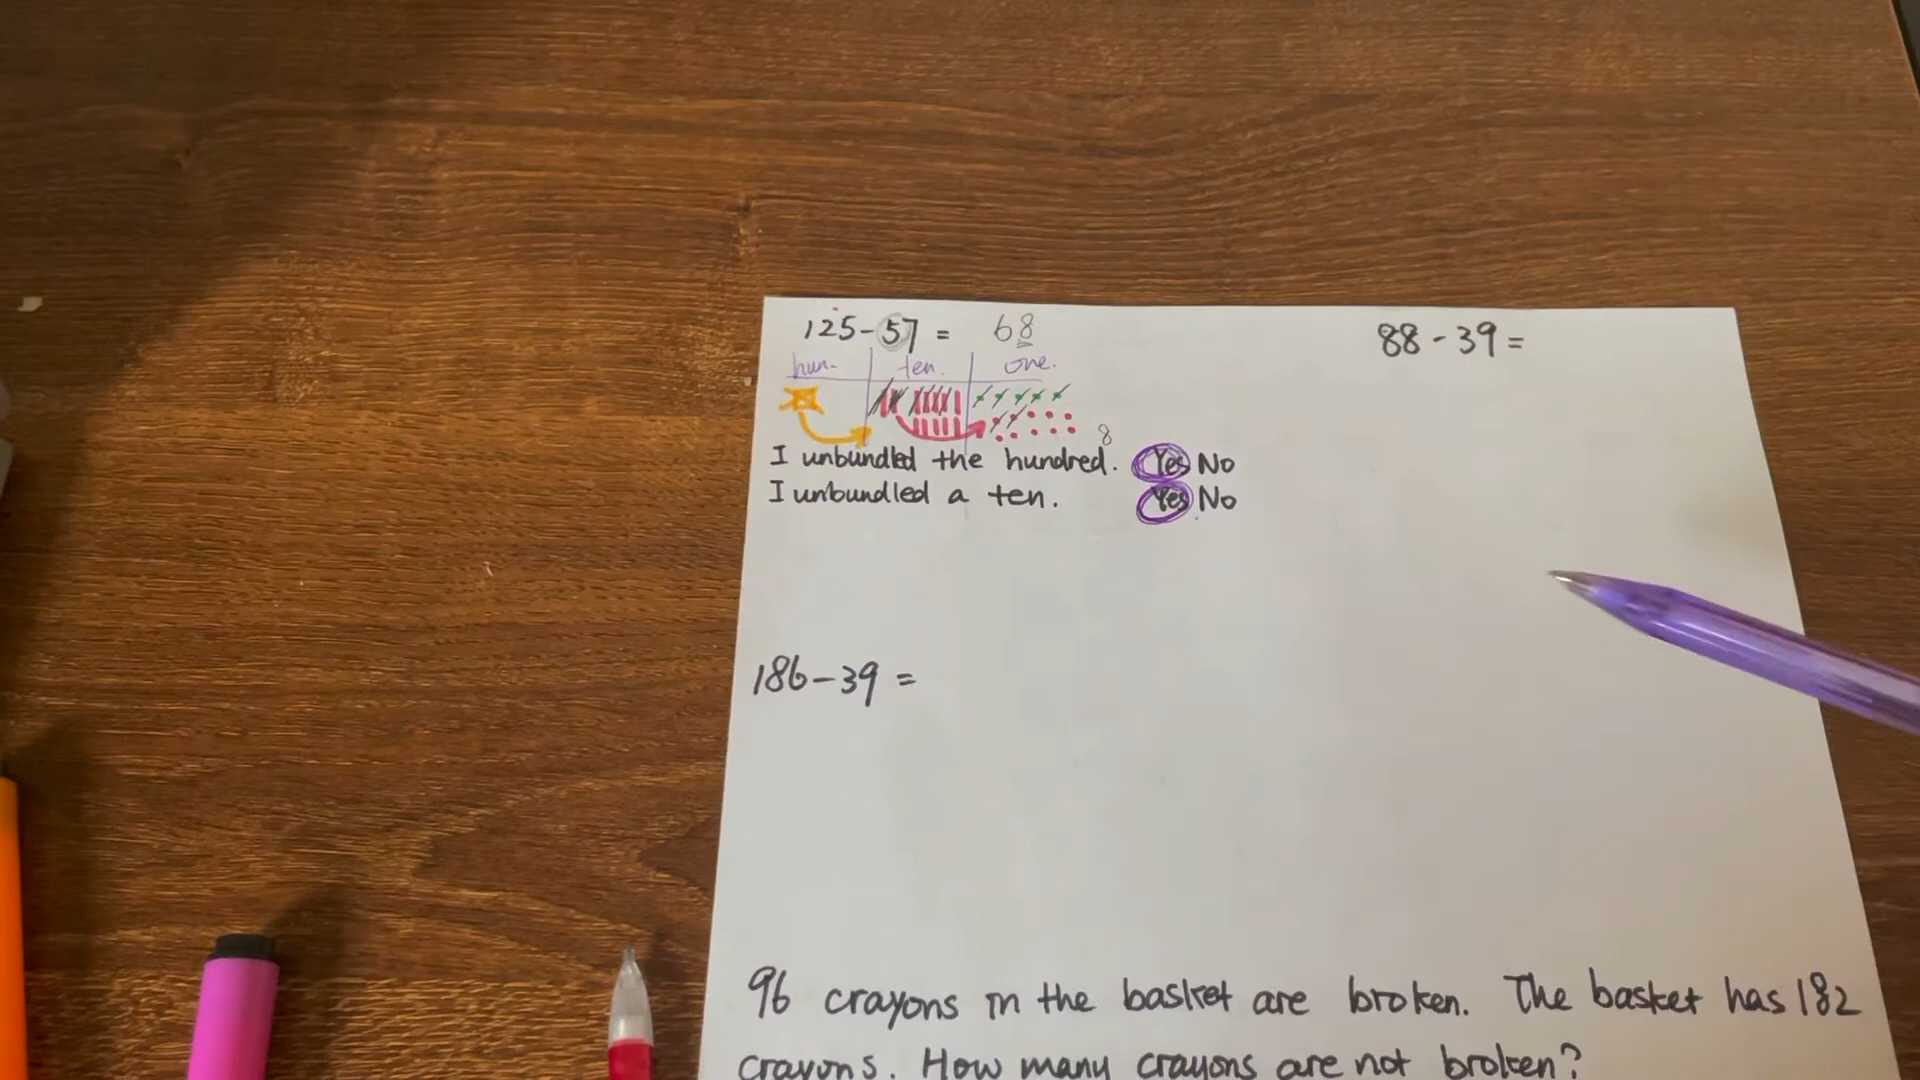 125-57 = 68
88-39=
hun. ten. one.
8
I unbundled the hundred. Yes No
I unbundled a ten. Yes No
186-39 =
96 crayons in the basket are broken. The basket has 182
crayons. How many crayons are not broken?